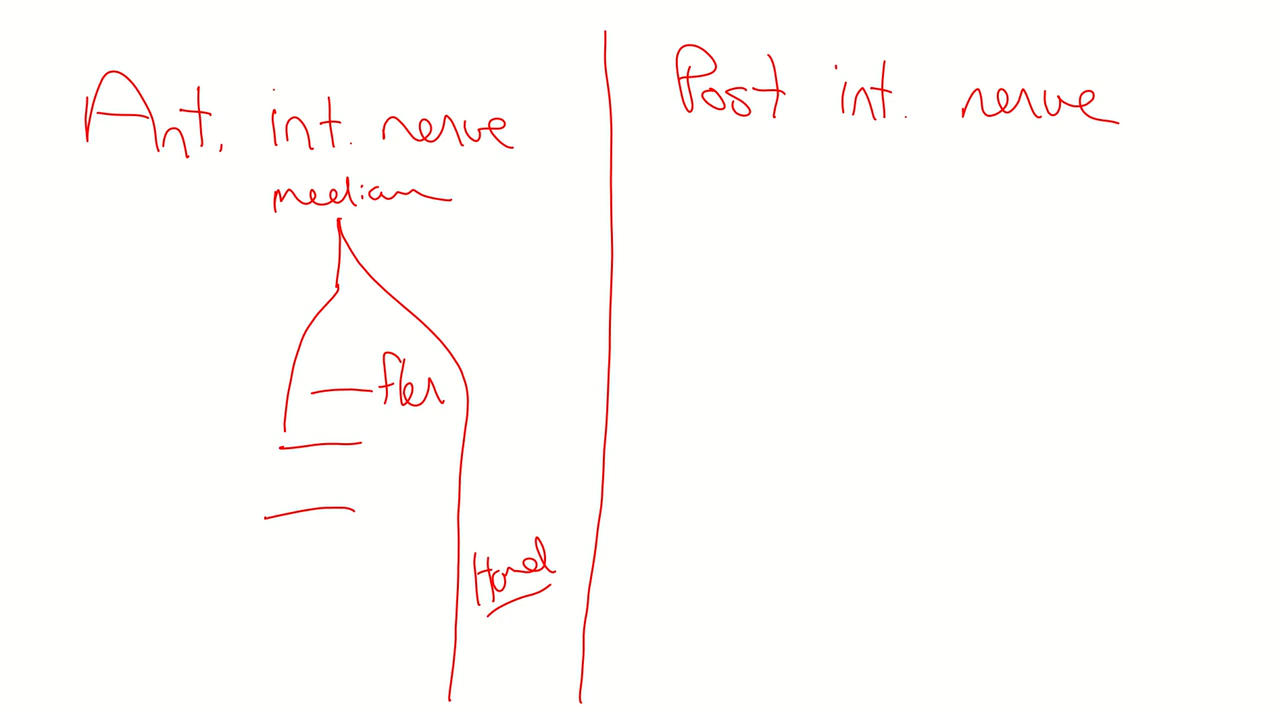 Ant. int. nerve
median
flex
Hand
Post int. nerve